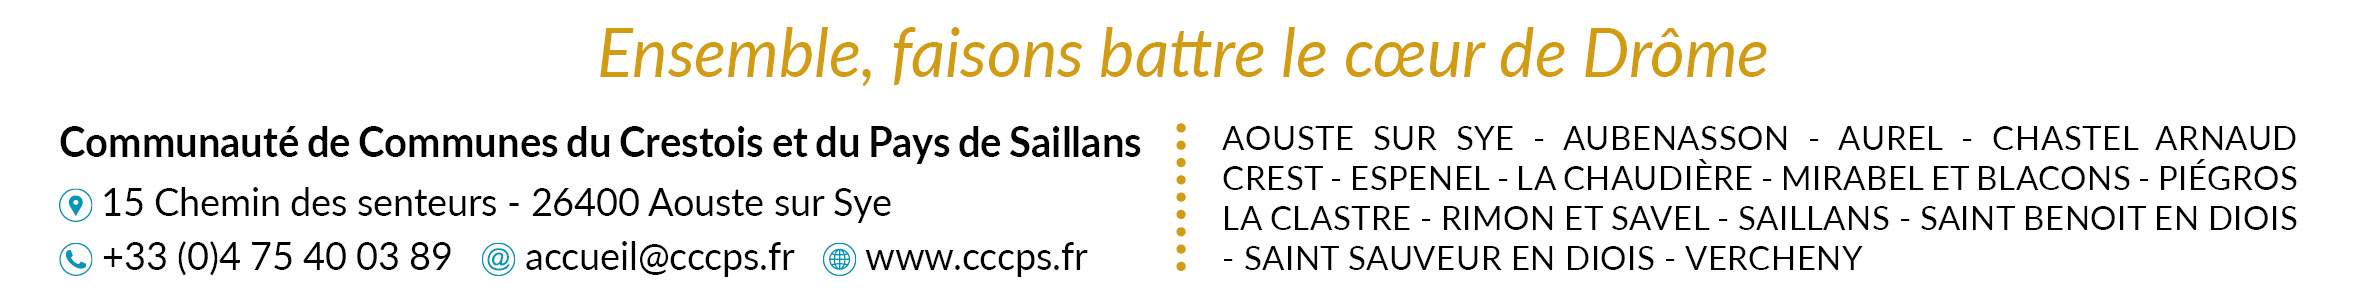 Ensemble, faisons battre le cœur de Drôme
Communauté de Communes du Crestois et du Pays de Saillans
15 Chemin des senteurs - 26400 Aouste sur Sye
+33 (0)4 75 40 03 89 accueil@cccps.fr www.cccps.fr
AOUSTE SUR SYE - AUBENASSON - AUREL - CHASTEL ARNAUD
CREST - ESPENEL - LA CHAUDIÈRE - MIRABEL ET BLACONS - PIÉGROS
LA CLASTRE - RIMON ET SAVEL - SAILLANS - SAINT BENOIT EN DIOIS
- SAINT SAUVEUR EN DIOIS - VERCHENY